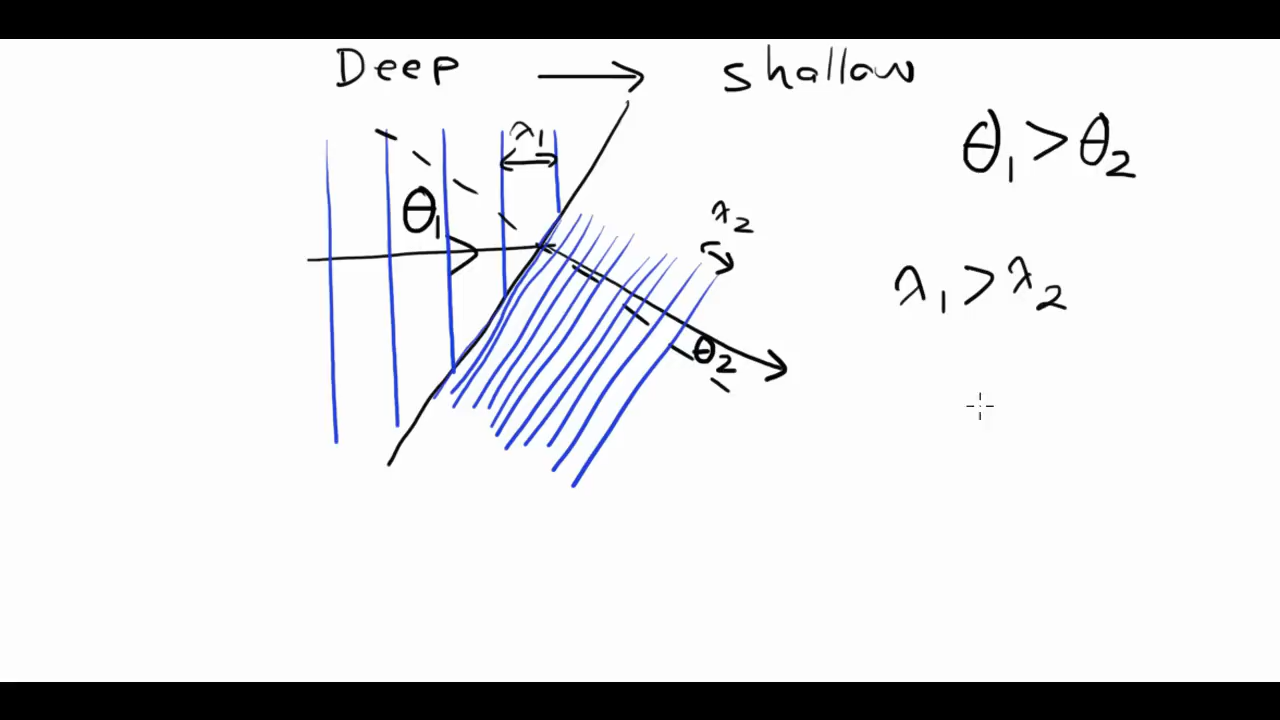 Deep → shallow
λ₁
θ₁ > θ₂
θ₁
λ₂
λ₁ > λ₂
θ₂